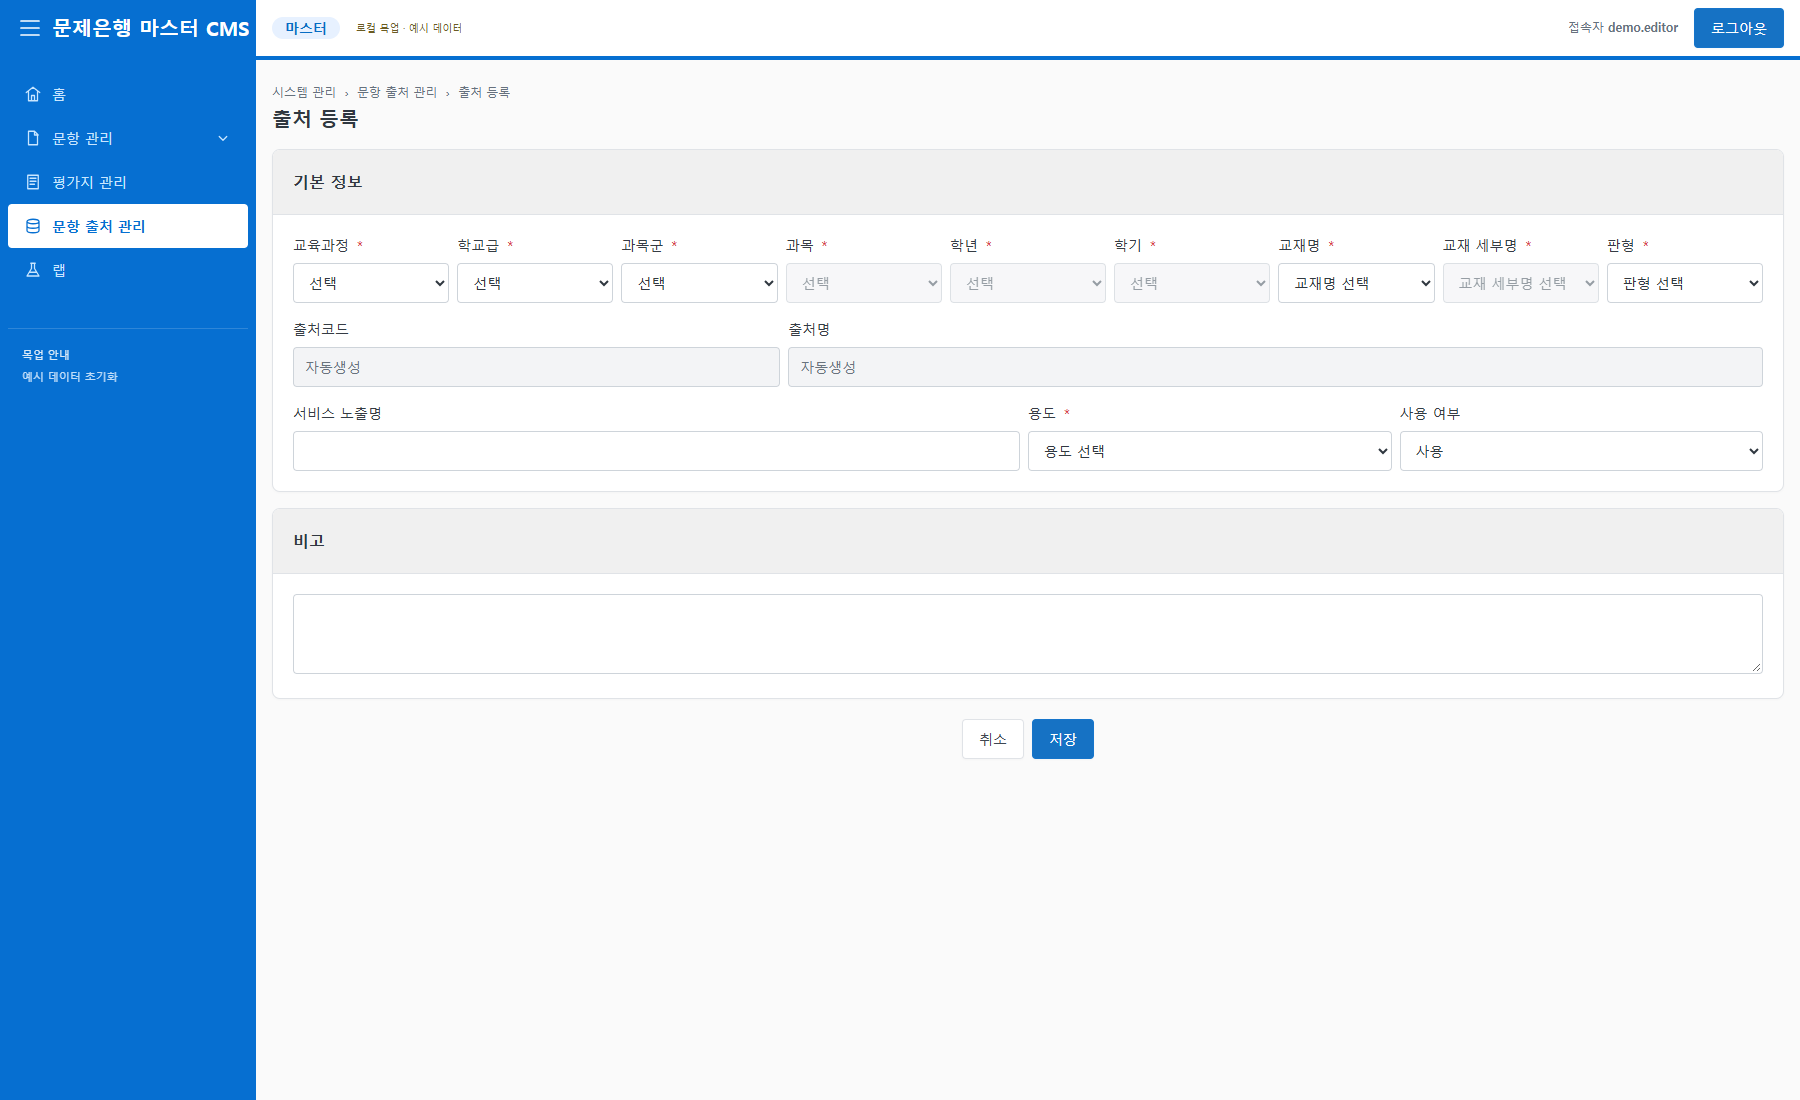 문제은행 마스터 CMS
마스터
로컬 목업 · 예시 데이터
접속자 demo.editor
로그아웃
홈
문항 관리
평가지 관리
문항 출처 관리
랩
목업 안내
예시 데이터 초기화
시스템 관리 › 문항 출처 관리 › 출처 등록
출처 등록
기본 정보
교육과정 * 학교급 * 과목군 * 과목 * 학년 * 학기 * 교재명 * 교재 세부명 * 판형 *
선택 선택 선택 선택 선택 선택 교재명 선택 교재 세부명 선택 판형 선택
출처코드 출처명
자동생성 자동생성
서비스 노출명 용도 * 사용 여부
용도 선택 사용
비고
취소 저장